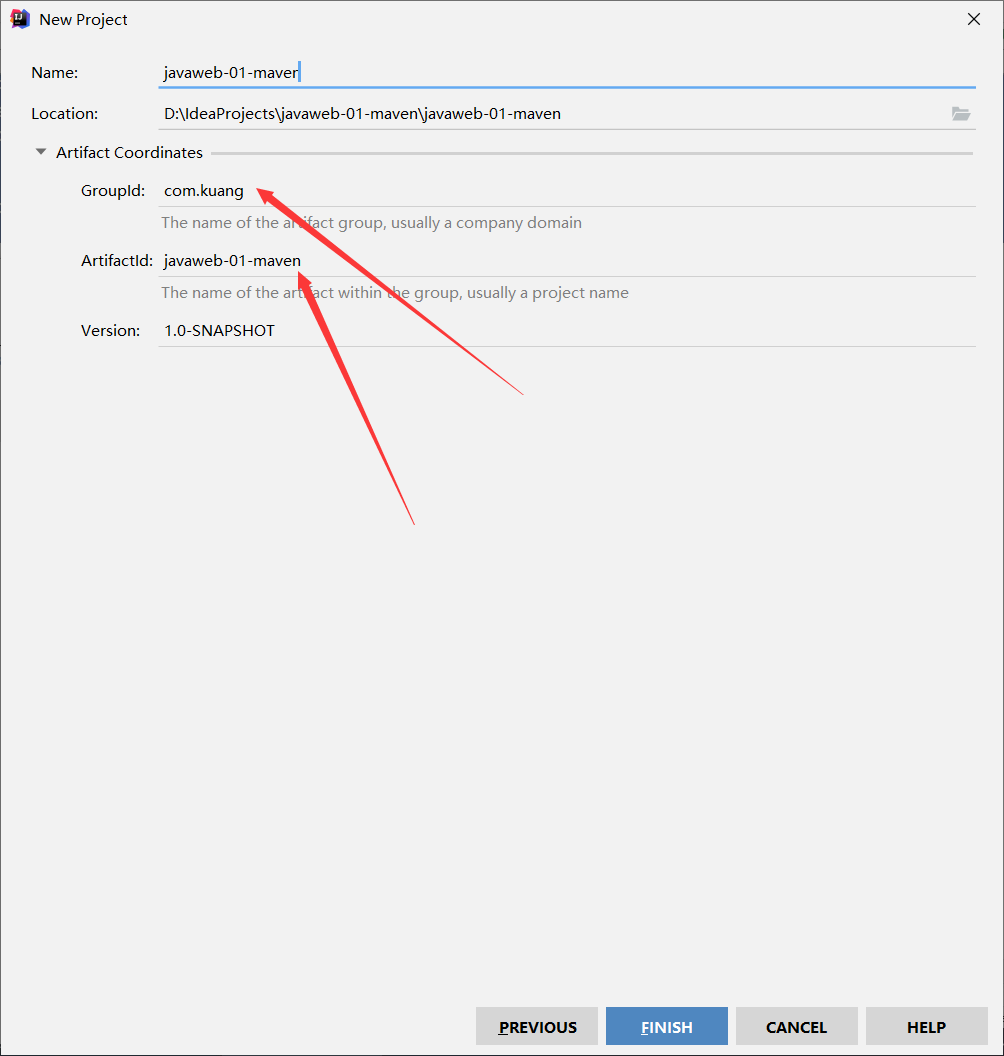 New Project
Name: javaweb-01-maven
Location: D:\IdeaProjects\javaweb-01-maven\javaweb-01-maven
Artifact Coordinates
GroupId: com.kuang
The name of the artifact group, usually a company domain
ArtifactId: javaweb-01-maven
The name of the artifact within the group, usually a project name
Version: 1.0-SNAPSHOT
PREVIOUS FINISH CANCEL HELP